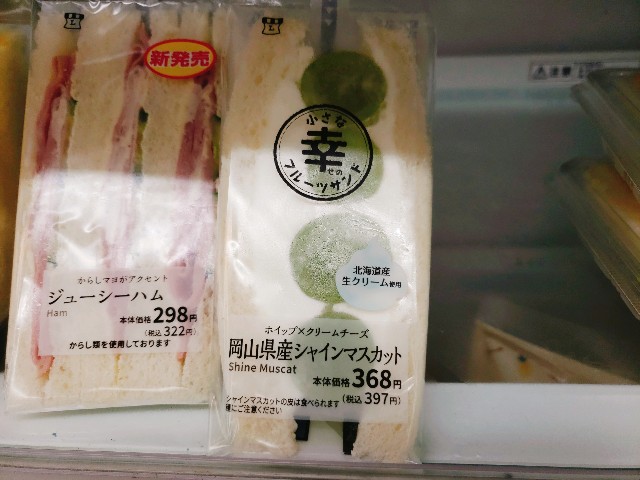 新発売
からしマヨがアクセント
ジューシーハム
Ham
本体価格298円
(税込322円)
からし類を使用しております
小さな
幸
せの
フルーツサンド
北海道産
生クリーム使用
ホイップ×クリームチーズ
岡山県産シャインマスカット
Shine Muscat
本体価格368円
(税込397円)
シャインマスカットの皮は食べられます
種にご注意ください
注意